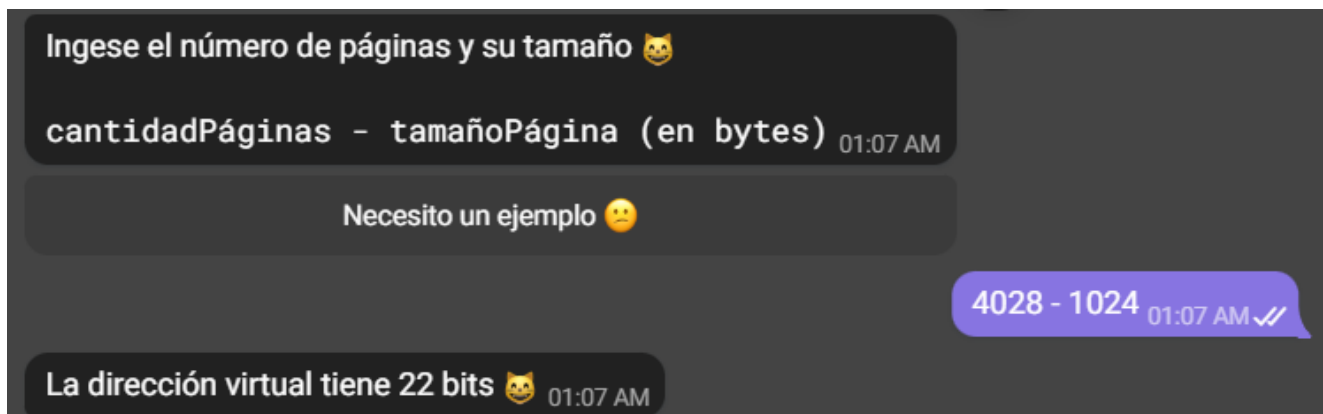 Ingese el número de páginas y su tamaño 😺
cantidadPáginas - tamañoPágina (en bytes) 01:07 AM
Necesito un ejemplo 😕
4028 - 1024 01:07 AM
La dirección virtual tiene 22 bits 😺 01:07 AM